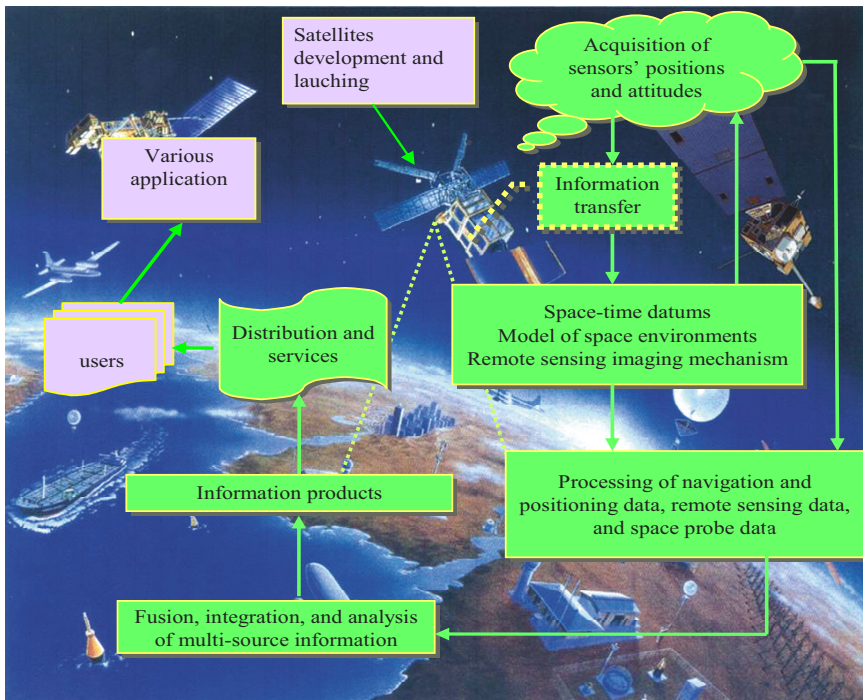 Satellites
development and
lauching
Acquisition of
sensors' positions
and attitudes
Various
application
Information
transfer
Space-time datums
Model of space environments
Remote sensing imaging mechanism
Distribution and
services
users
Information products
Processing of navigation and
positioning data, remote sensing data,
and space probe data
Fusion, integration, and analysis
of multi-source information